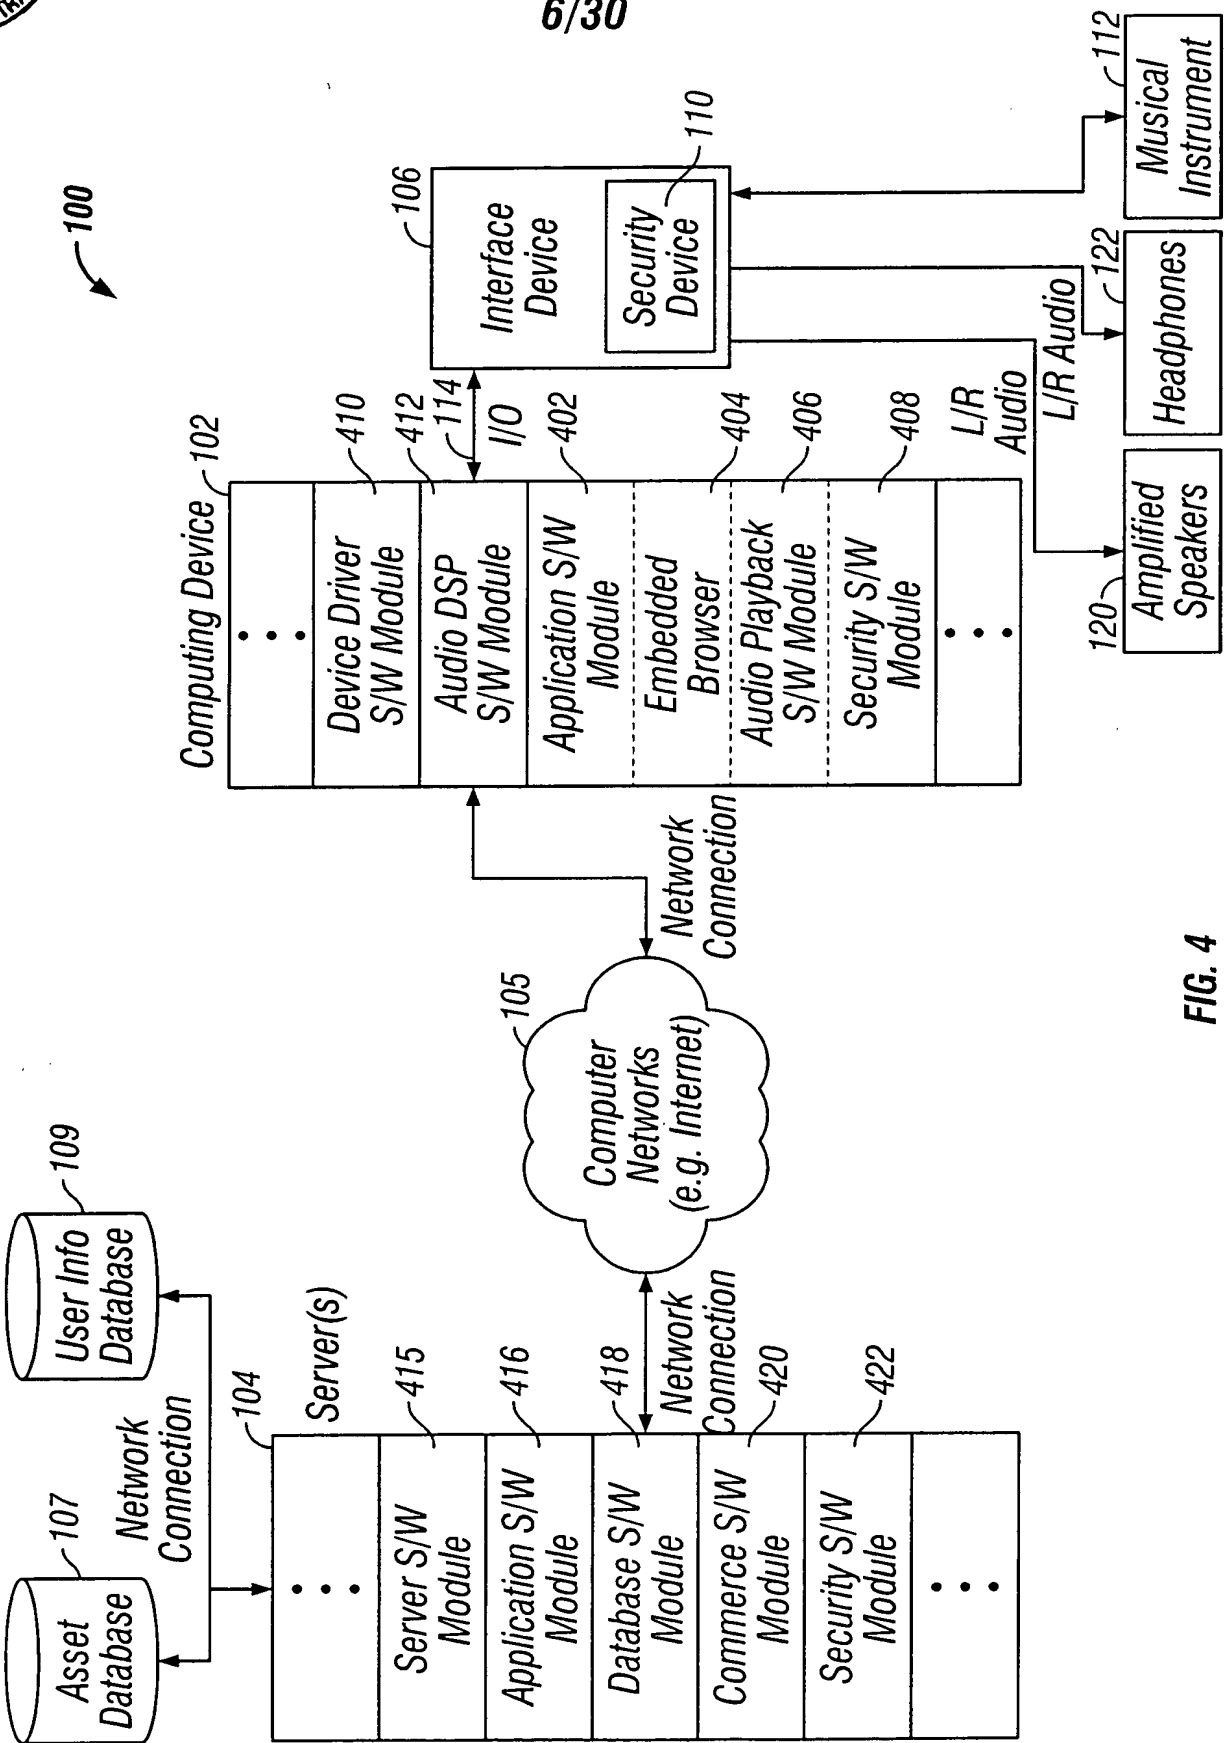 6/30
100
Asset
Database
107
User Info
Database
109
Network
Connection
104
Server(s)
Server S/W
Module
415
Application S/W
Module
416
Database S/W
Module
418
Commerce S/W
Module
420
Security S/W
Module
422
Network
Connection
105
Computer
Networks
(e.g. Internet)
Network
Connection
Computing Device
102
Device Driver
S/W Module
410
Audio DSP
S/W Module
412
Application S/W
Module
402
Embedded
Browser
404
Audio Playback
S/W Module
406
Security S/W
Module
408
114
I/O
106
Interface
Device
Security
Device
110
L/R
Audio
L/R Audio
120
Amplified
Speakers
Headphones
122
Musical
Instrument
112
FIG. 4